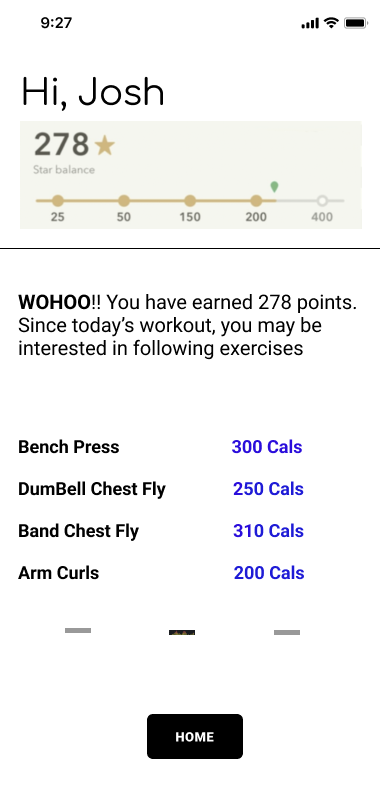 9:27
Hi, Josh
278
Star balance
25 50 150 200 400
WOHOO!! You have earned 278 points.
Since today’s workout, you may be
interested in following exercises
Bench Press 300 Cals
DumBell Chest Fly 250 Cals
Band Chest Fly 310 Cals
Arm Curls 200 Cals
HOME